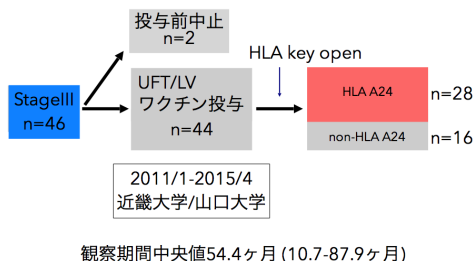 投与前中止
n=2
HLA key open
StageIII
n=46
UFT/LV
ワクチン投与
n=44
HLA A24
n=28
non-HLA A24
n=16
2011/1-2015/4
近畿大学/山口大学
観察期間中央値54.4ヶ月 (10.7-87.9ヶ月)